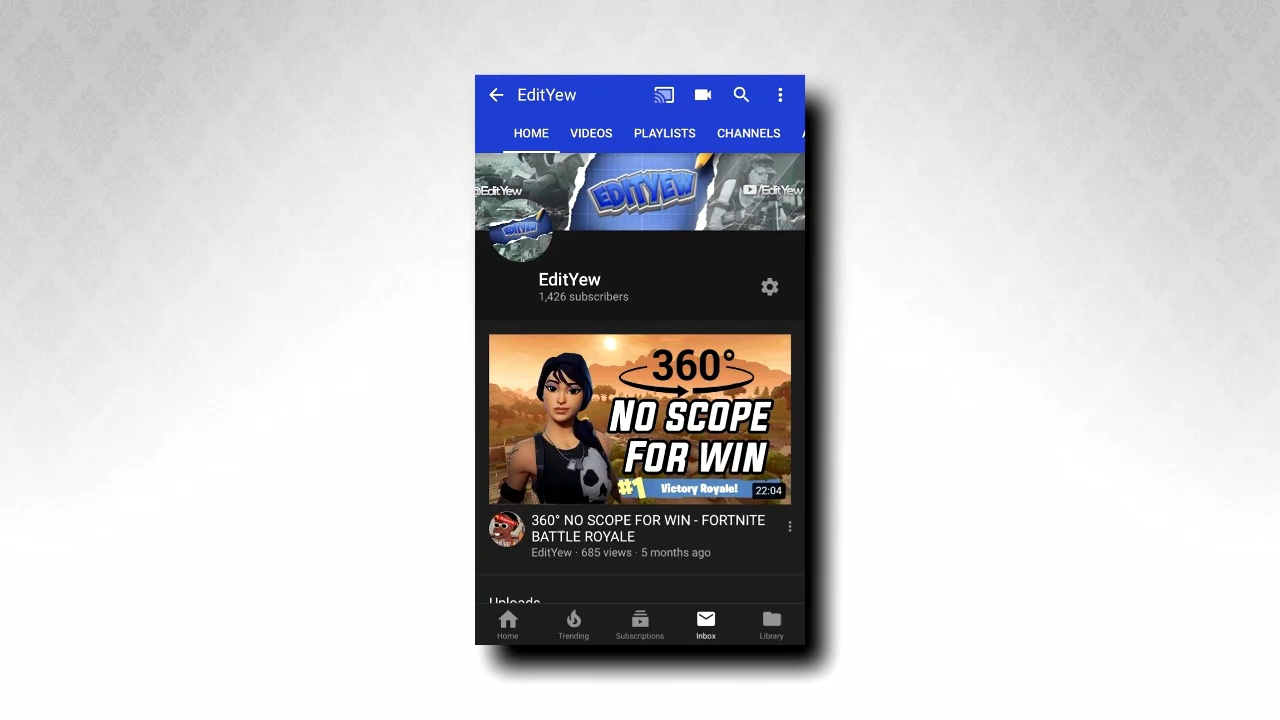 EditYew
HOME VIDEOS PLAYLISTS CHANNELS
@EditYew
EDITYEW
/EditYew
EDITYEW
EditYew
1,426 subscribers
360°
NO SCOPE
FOR WIN
#1 Victory Royale!
22:04
360° NO SCOPE FOR WIN - FORTNITE
BATTLE ROYALE
EditYew · 685 views · 5 months ago
Uploads
Home Trending Subscriptions Inbox Library